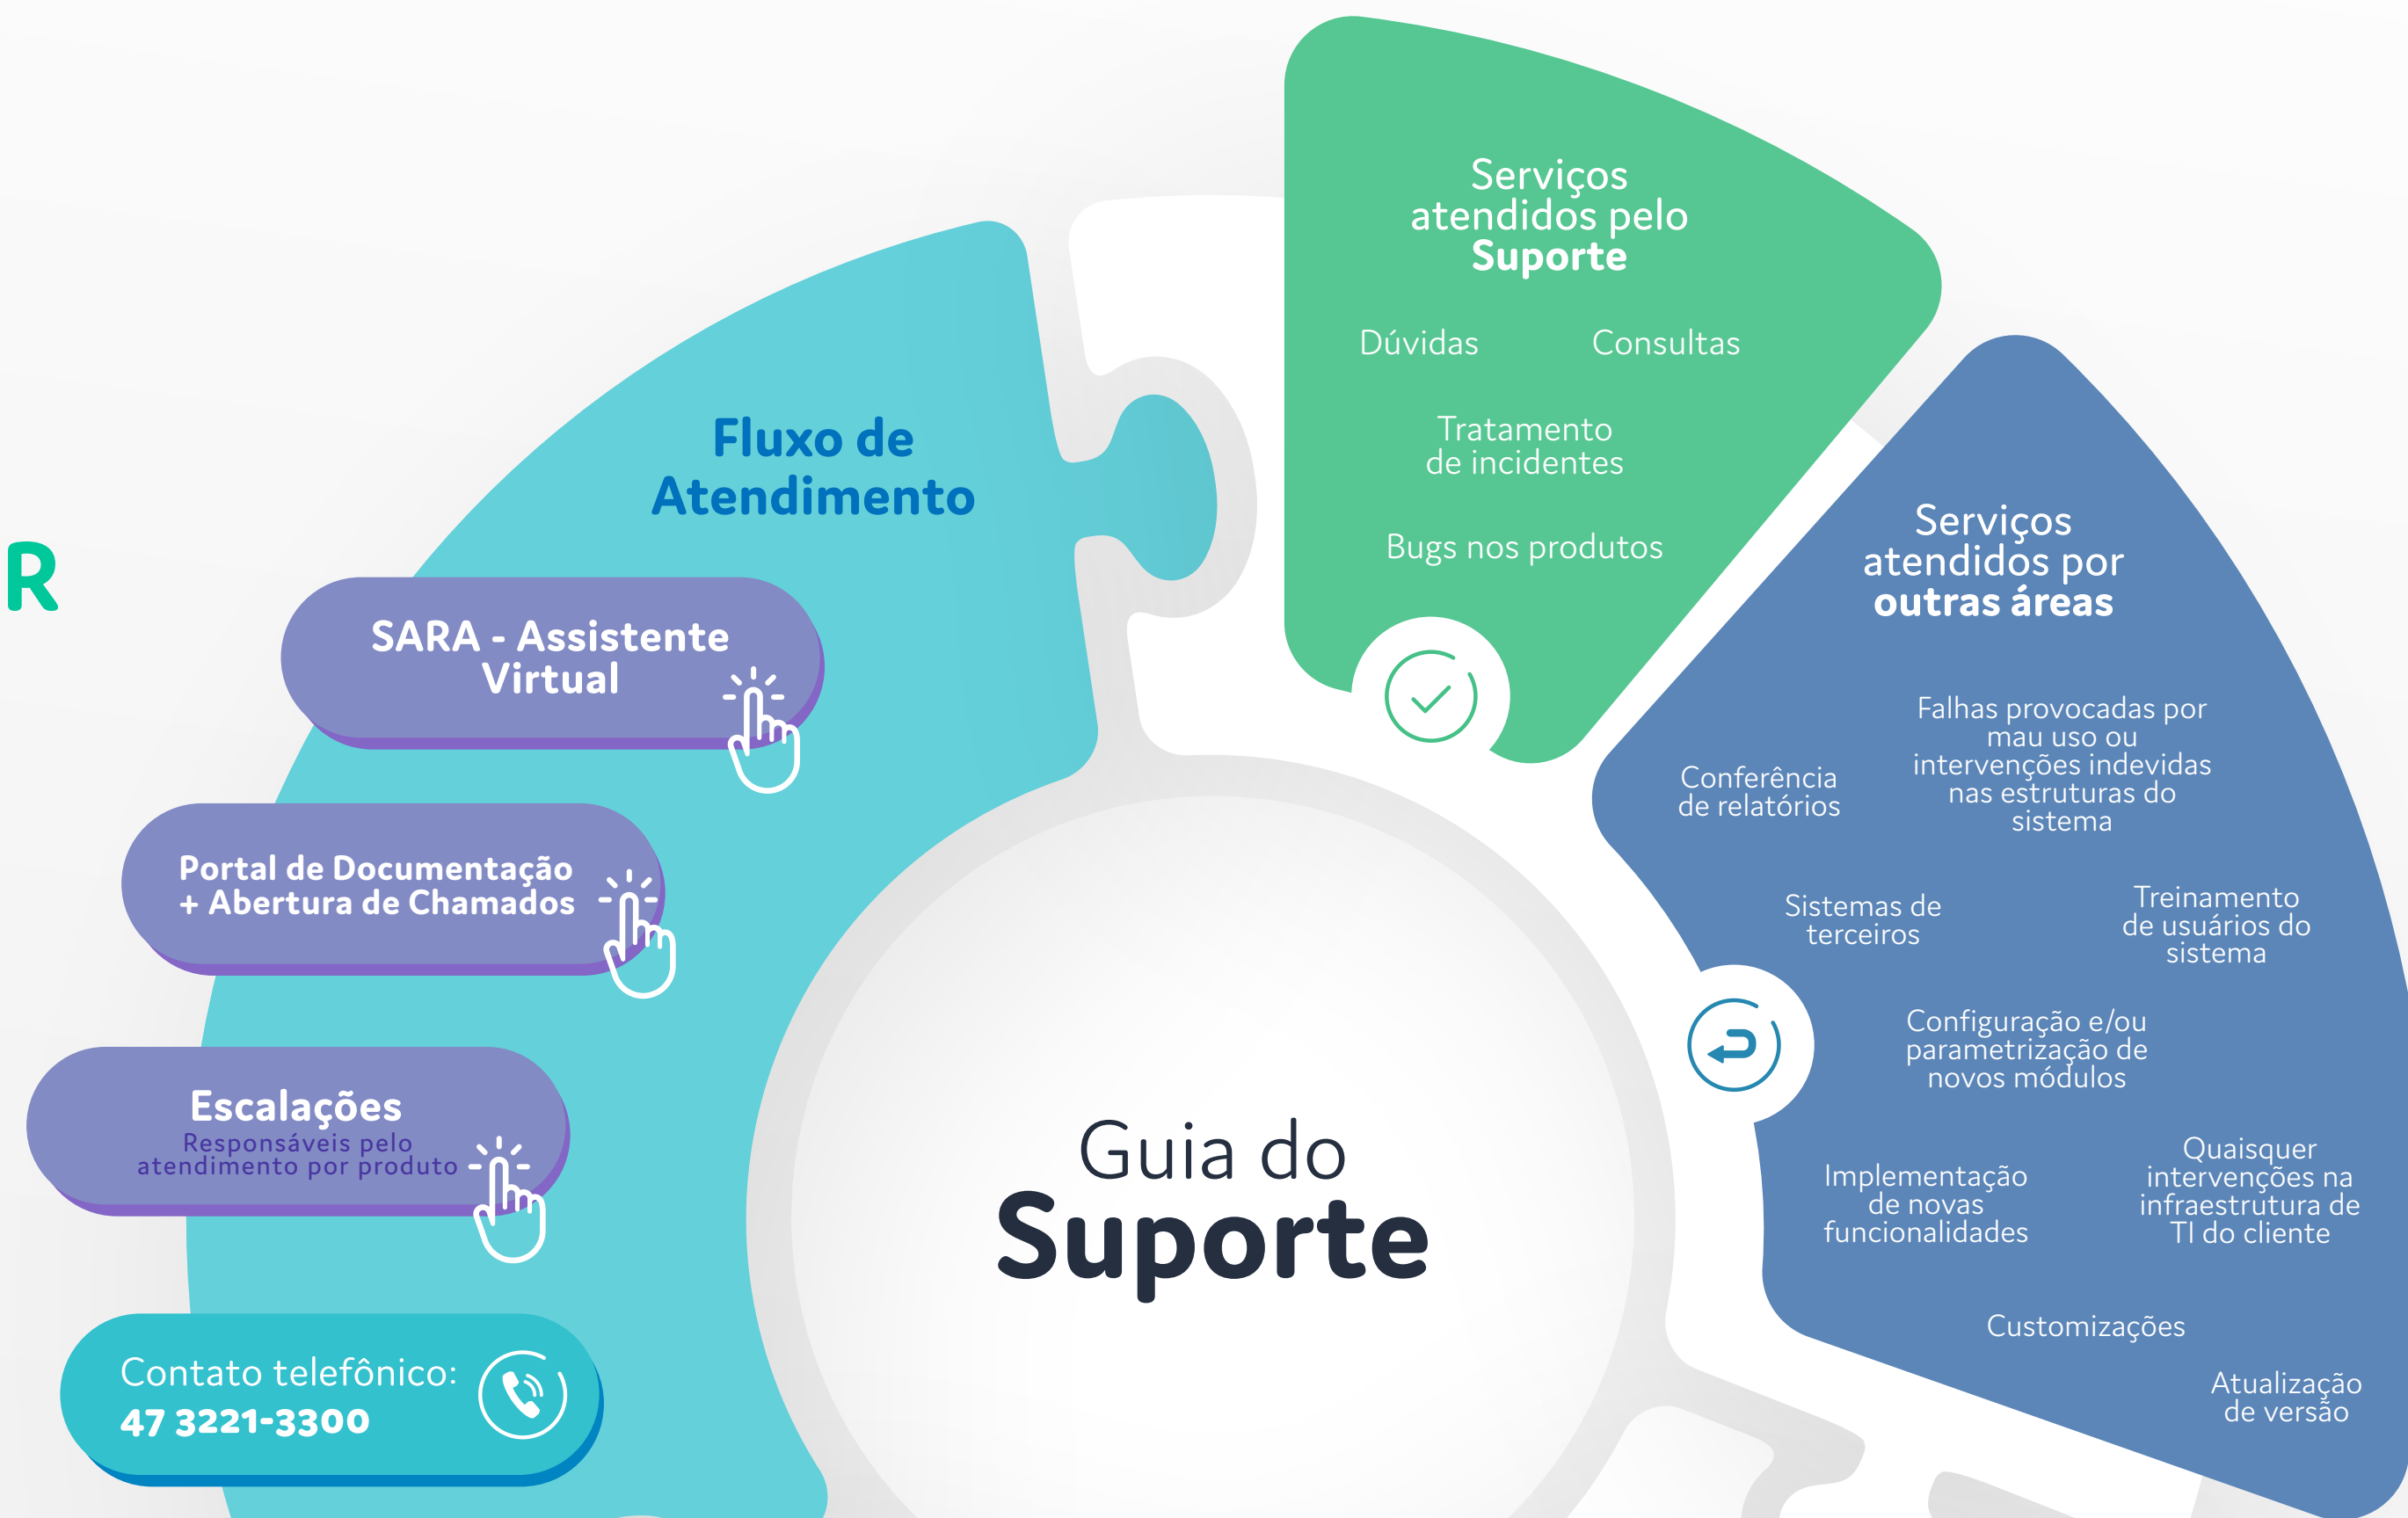 R
Fluxo de
Atendimento
SARA - Assistente
Virtual
Portal de Documentação
+ Abertura de Chamados
Escalações
Responsáveis pelo
atendimento por produto
Contato telefônico:
47 3221-3300
Guia do
Suporte
Serviços
atendidos pelo
Suporte
Dúvidas
Consultas
Tratamento
de incidentes
Bugs nos produtos
Serviços
atendidos por
outras áreas
Falhas provocadas por
mau uso ou
intervenções indevidas
nas estruturas do
sistema
Conferência
de relatórios
Sistemas de
terceiros
Treinamento
de usuários do
sistema
Configuração e/ou
parametrização de
novos módulos
Implementação
de novas
funcionalidades
Quaisquer
intervenções na
infraestrutura de
TI do cliente
Customizações
Atualização
de versão